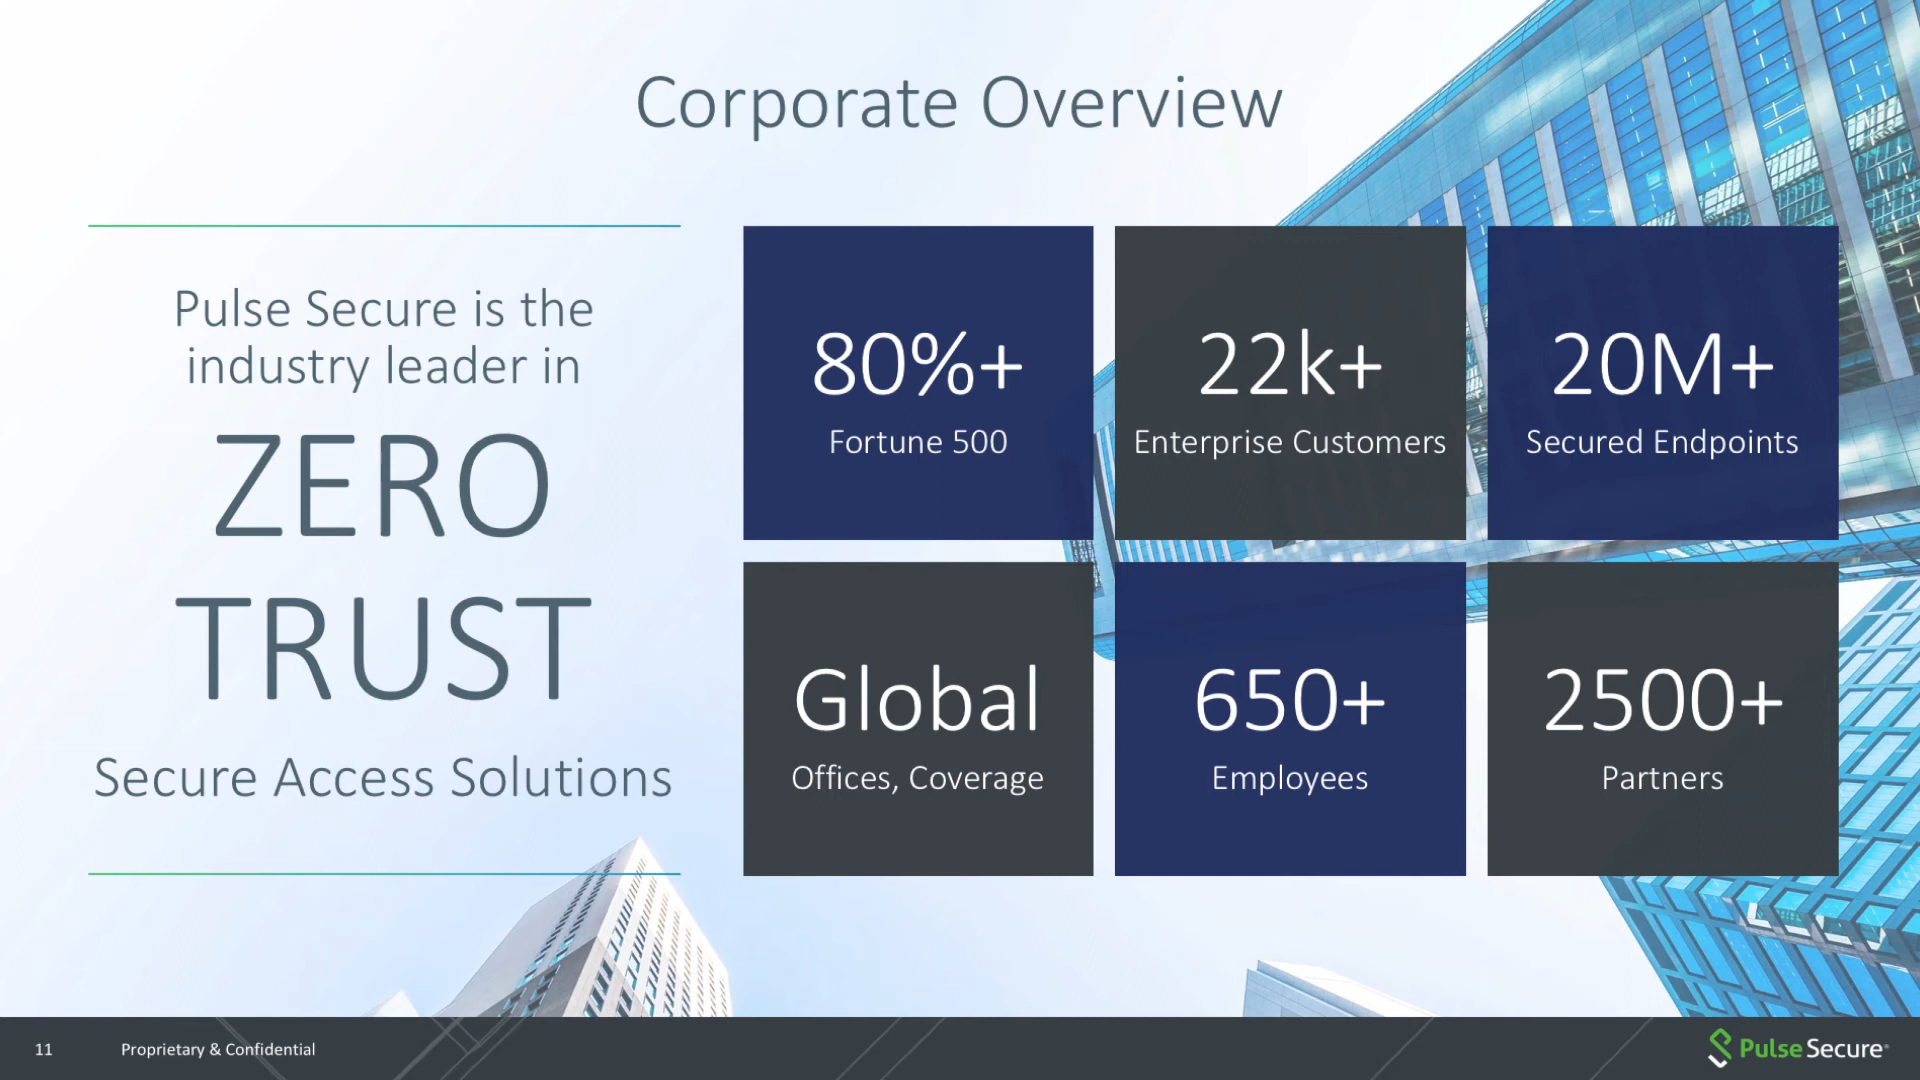 Corporate Overview
Pulse Secure is the
industry leader in
ZERO
TRUST
Secure Access Solutions
80%+
Fortune 500
22k+
Enterprise Customers
20M+
Secured Endpoints
Global
Offices, Coverage
650+
Employees
2500+
Partners
11
Proprietary & Confidential
Pulse Secure